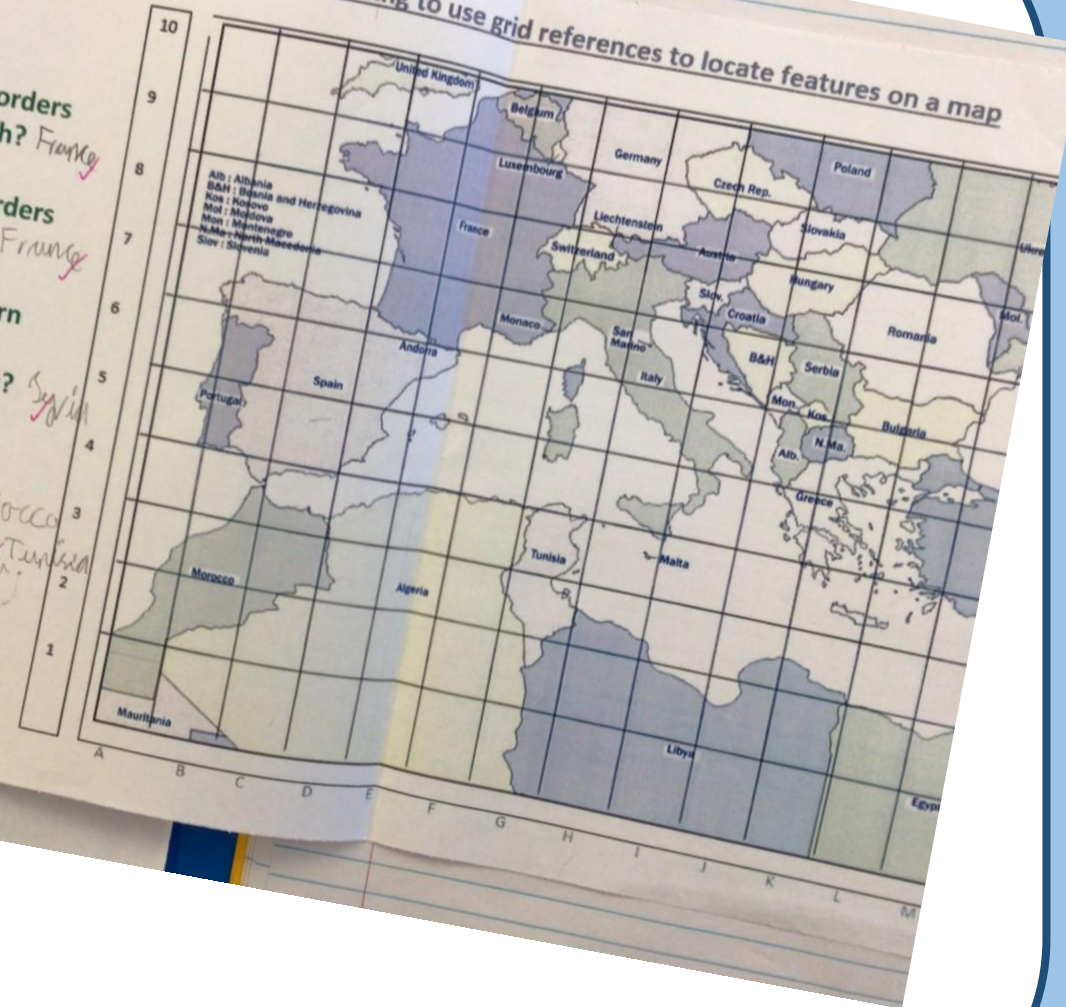 to use grid references to locate features on a map
10
9
8
7
6
5
4
3
2
1
orders
h? France
rders
France
rn
? Spain
occo
Tunisia
Alb : Albania
B&H : Bosnia and Herzegovina
Kos : Kosovo
Mol : Moldova
Mon : Montenegro
N.Ma : North Macedonia
Slov : Slovenia
United Kingdom
Belgium
Luxembourg
Germany
Czech Rep.
Poland
Ukre
France
Liechtenstein
Switzerland
Austria
Slovakia
Hungary
Slov.
Croatia
Romania
Mol.
Monaco
San
Marino
Andorra
Spain
Portugal
Italy
B&H
Serbia
Mon.
Kos.
Bulgaria
Alb.
N.Ma.
Greece
Morocco
Algeria
Tunisia
Malta
Mauritania
Libya
Egyp
A
B
C
D
E
F
G
H
I
J
K
L
M